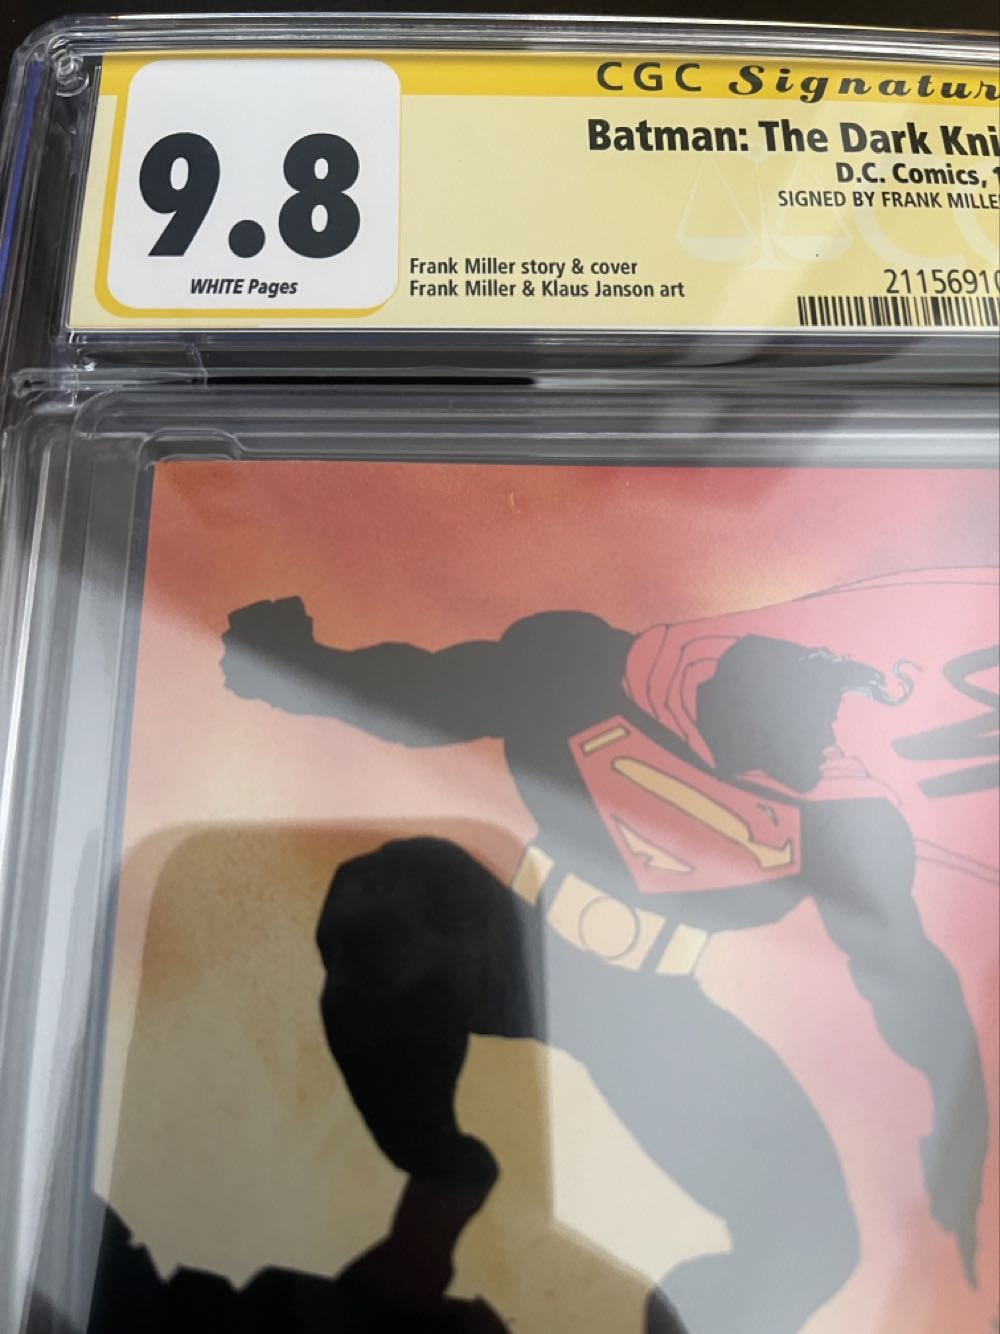 CGC Signatur
9.8
WHITE Pages
Batman: The Dark Kni
D.C. Comics, 1
SIGNED BY FRANK MILLE
Frank Miller story & cover
Frank Miller & Klaus Janson art
21156910